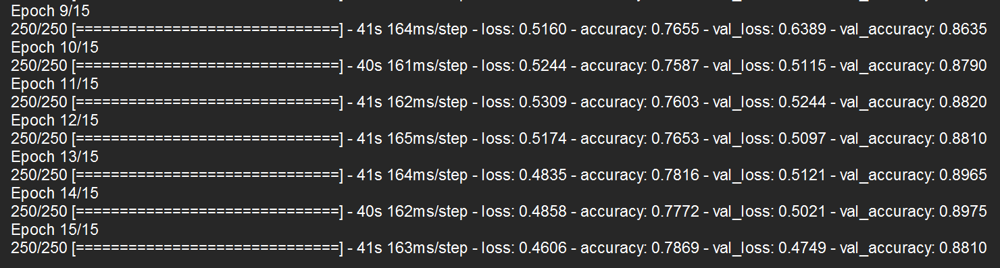 Epoch 9/15
250/250 [==============================] - 41s 164ms/step - loss: 0.5160 - accuracy: 0.7655 - val_loss: 0.6389 - val_accuracy: 0.8635
Epoch 10/15
250/250 [==============================] - 40s 161ms/step - loss: 0.5244 - accuracy: 0.7587 - val_loss: 0.5115 - val_accuracy: 0.8790
Epoch 11/15
250/250 [==============================] - 41s 162ms/step - loss: 0.5309 - accuracy: 0.7603 - val_loss: 0.5244 - val_accuracy: 0.8820
Epoch 12/15
250/250 [==============================] - 41s 165ms/step - loss: 0.5174 - accuracy: 0.7653 - val_loss: 0.5097 - val_accuracy: 0.8810
Epoch 13/15
250/250 [==============================] - 41s 164ms/step - loss: 0.4835 - accuracy: 0.7816 - val_loss: 0.5121 - val_accuracy: 0.8965
Epoch 14/15
250/250 [==============================] - 40s 162ms/step - loss: 0.4858 - accuracy: 0.7772 - val_loss: 0.5021 - val_accuracy: 0.8975
Epoch 15/15
250/250 [==============================] - 41s 163ms/step - loss: 0.4606 - accuracy: 0.7869 - val_loss: 0.4749 - val_accuracy: 0.8810